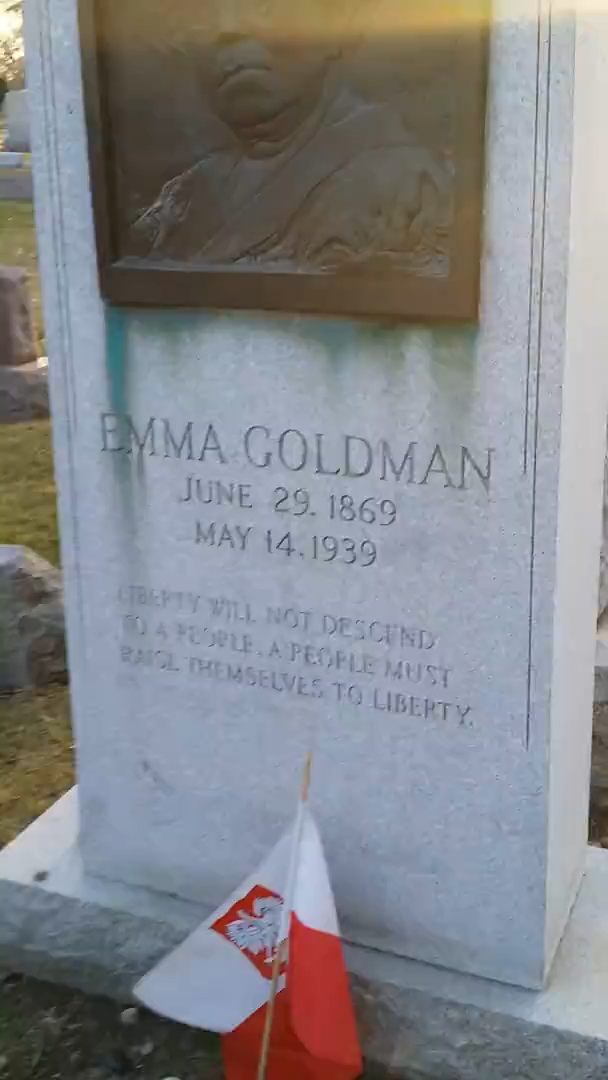 EMMA GOLDMAN
JUNE 29. 1869
MAY 14. 1939
LIBERTY WILL NOT DESCEND
TO A PEOPLE. A PEOPLE MUST
RAISE THEMSELVES TO LIBERTY.